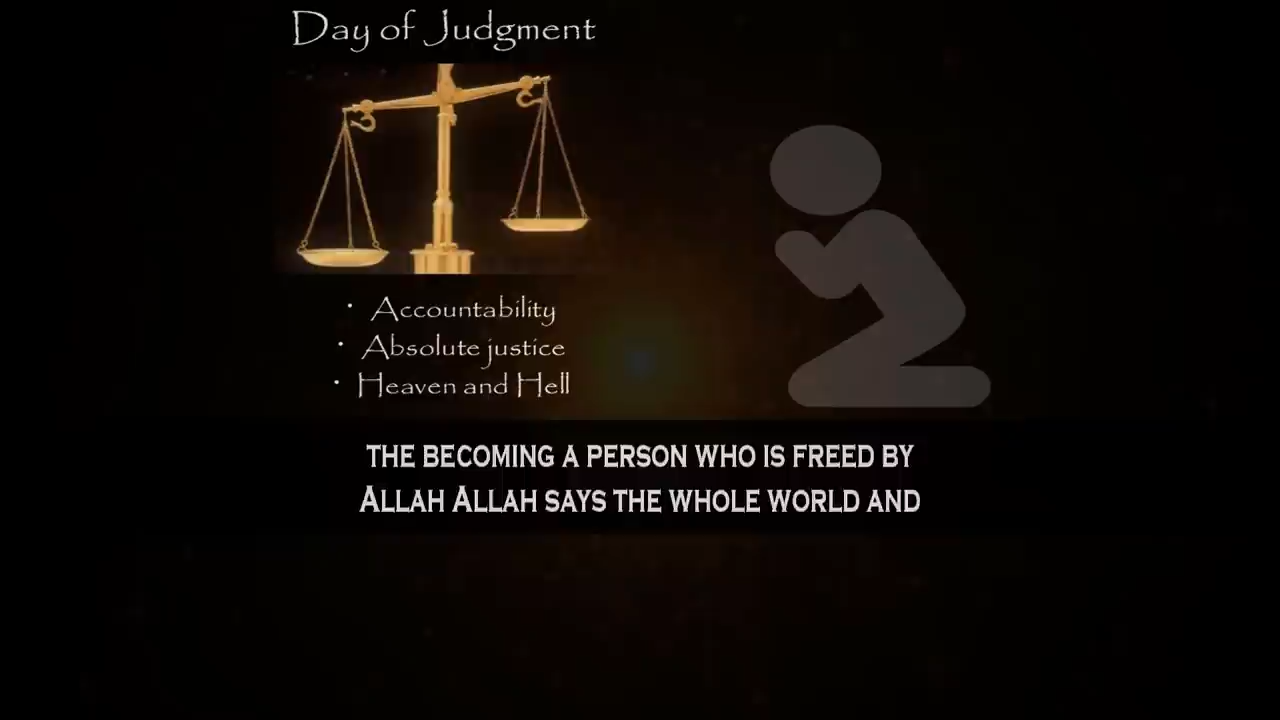 Day of Judgment
• Accountability
• Absolute justice
• Heaven and Hell
THE BECOMING A PERSON WHO IS FREED BY
ALLAH ALLAH SAYS THE WHOLE WORLD AND